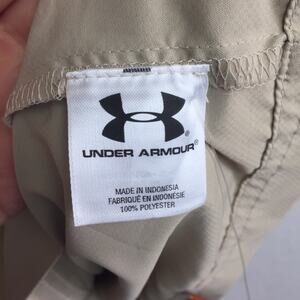 UNDER ARMOUR®
MADE IN INDONESIA
FABRIQUÉ EN INDONÉSIE
100% POLYESTER